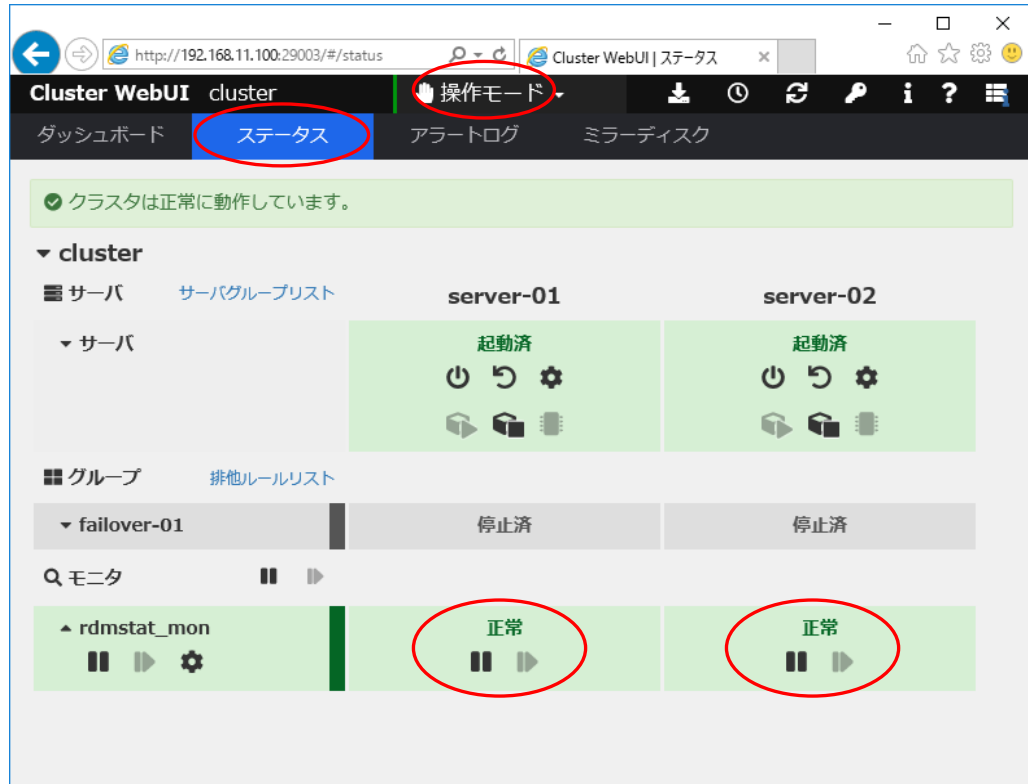 http://192.168.11.100:29003/#/status
Cluster WebUI | ステータス
Cluster WebUI cluster 操作モード
ダッシュボード ステータス アラートログ ミラーディスク
クラスタは正常に動作しています。
cluster
サーバ サーバグループリスト server-01 server-02
サーバ 起動済 起動済
グループ 排他ルールリスト
failover-01 停止済 停止済
モニタ
rdmstat_mon 正常 正常